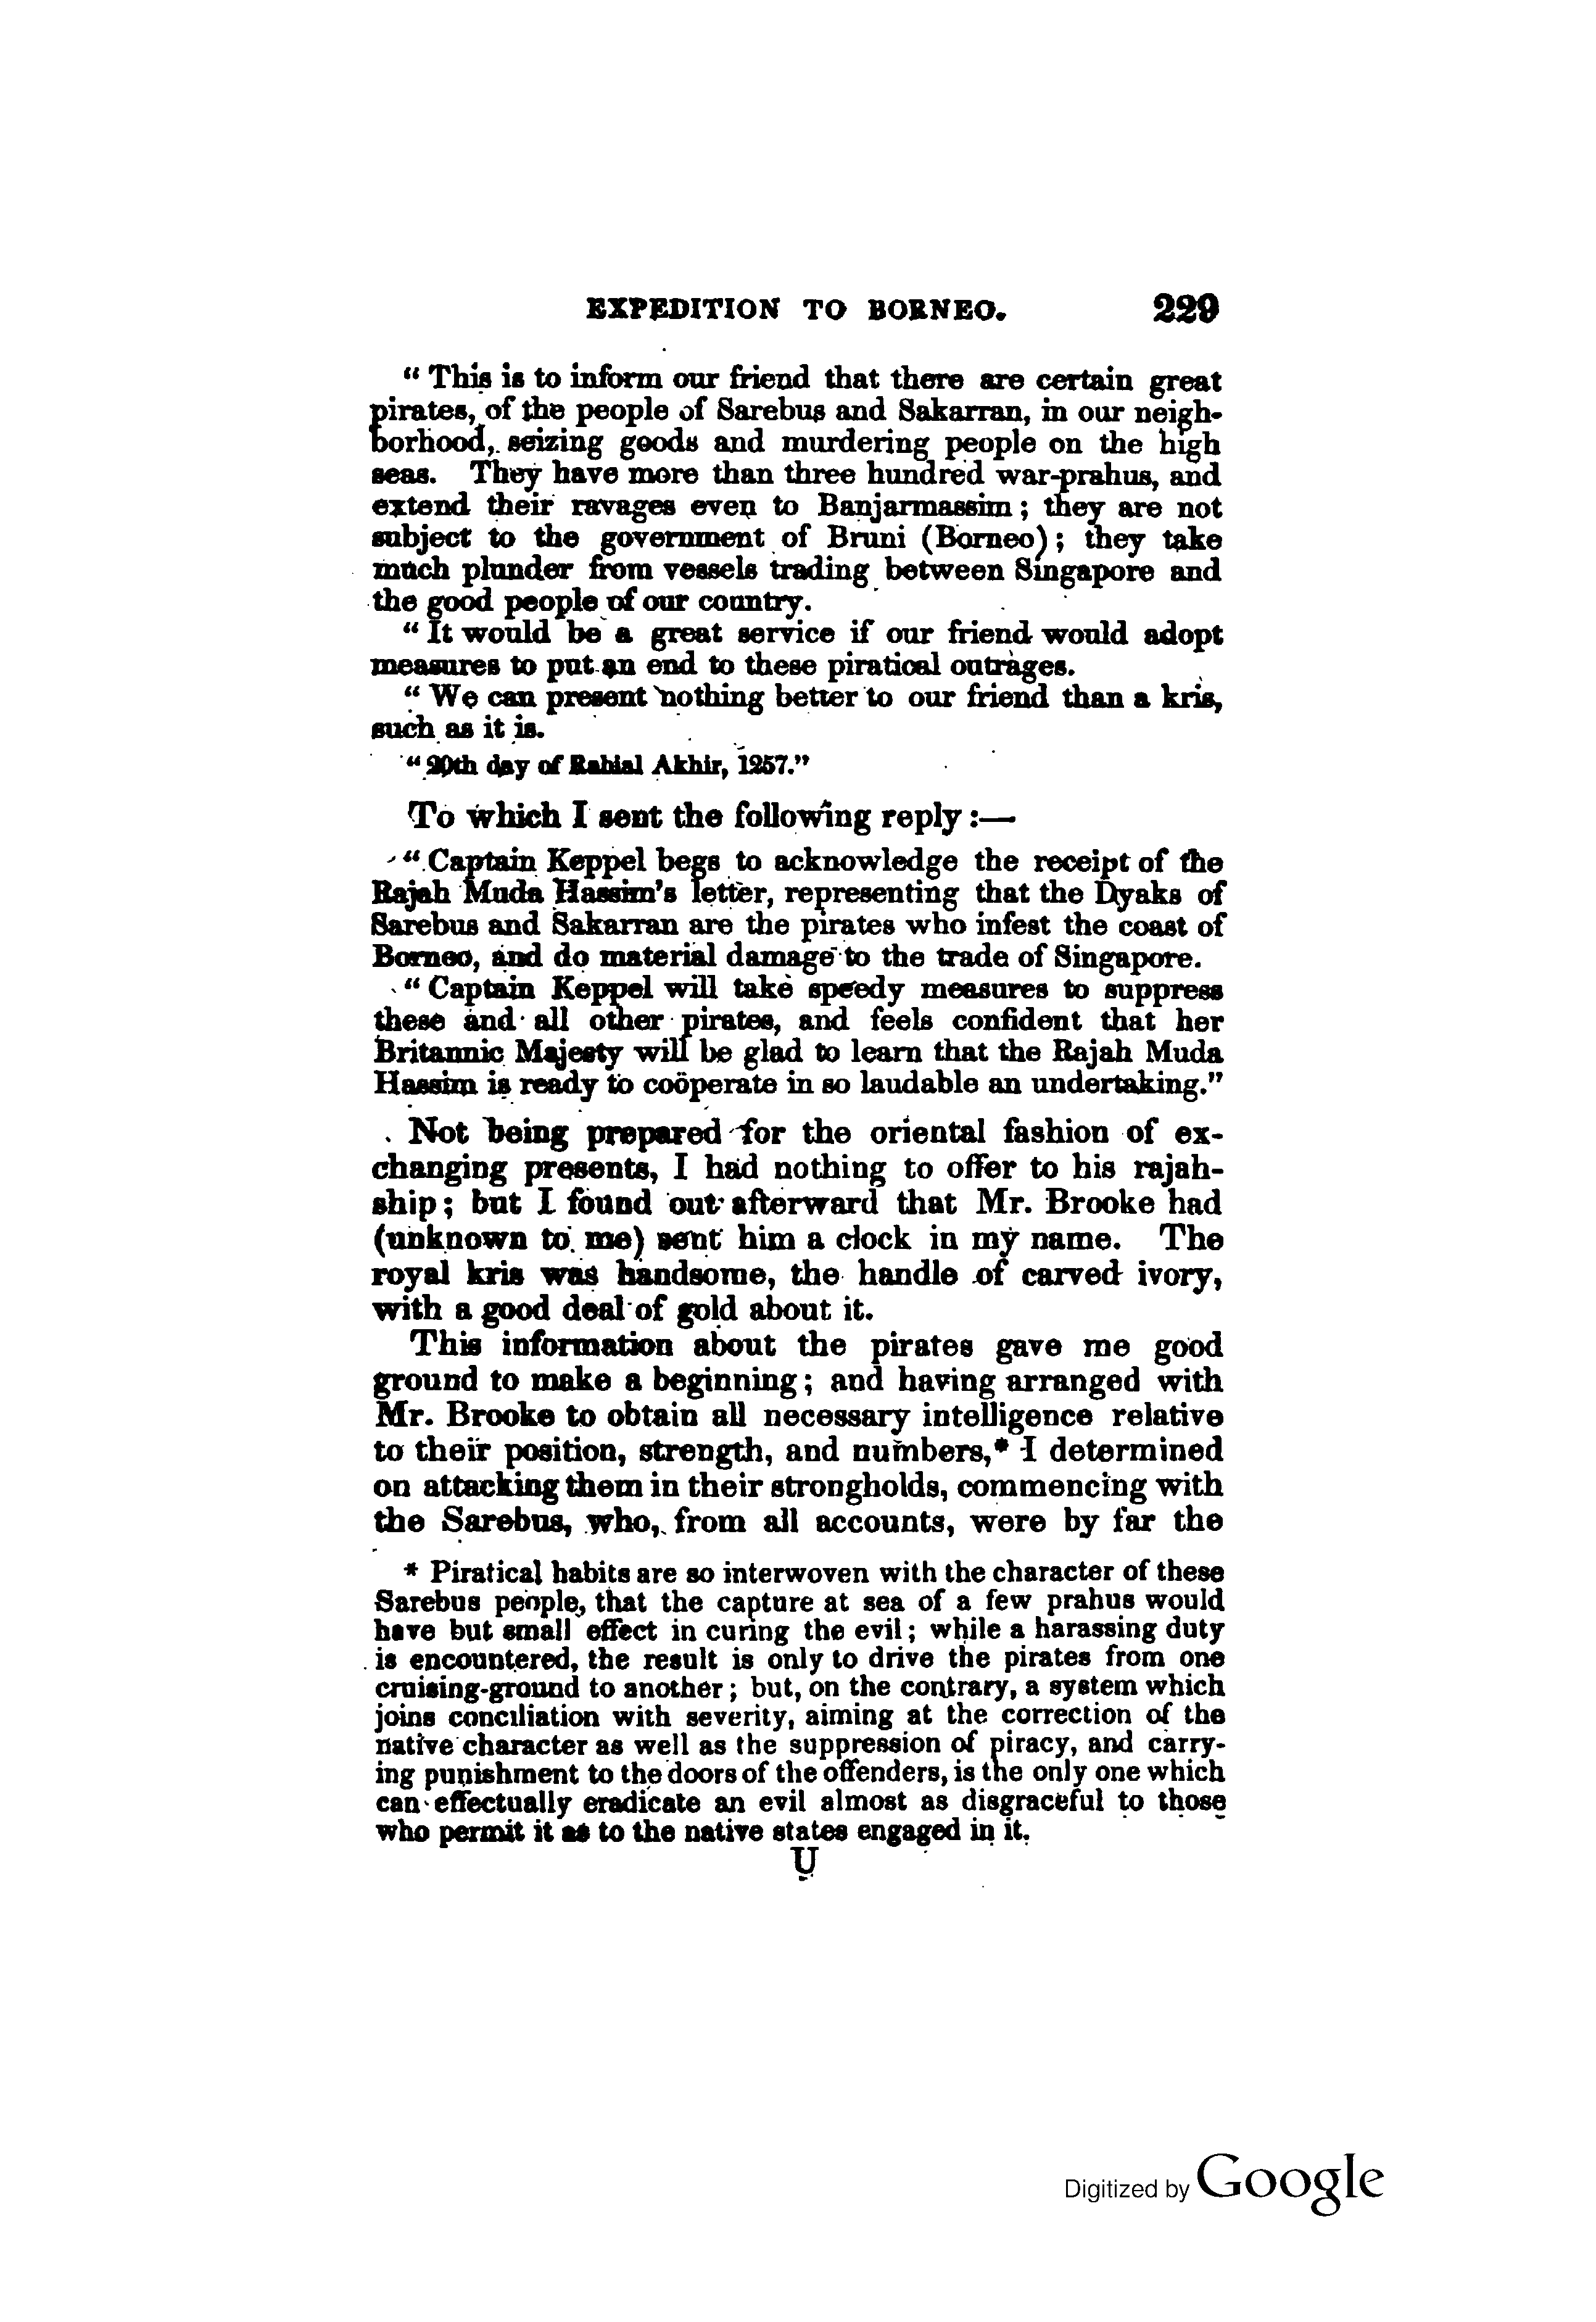 EXPEDITION TO BORNEO. 229
“ This is to inform our friend that there are certain great
pirates, of the people of Sarebus and Sakarran, in our neigh-
borhood, seizing goods and murdering people on the high
seas. They have more than three hundred war-prahus, and
extend their ravages even to Banjarmassim; they are not
subject to the government of Bruni (Borneo); they take
much plunder from vessels trading between Singapore and
the good people of our country.
“ It would be a great service if our friend would adopt
measures to put an end to these piratical outrages.
“ We can present nothing better to our friend than a kris,
such as it is.
“ 20th day of Rabial Akhir, 1257.”
To which I sent the following reply :—
“ Captain Keppel begs to acknowledge the receipt of the
Rajah Muda Hassim’s letter, representing that the Dyaks of
Sarebus and Sakarran are the pirates who infest the coast of
Borneo, and do material damage to the trade of Singapore.
“ Captain Keppel will take speedy measures to suppress
these and all other pirates, and feels confident that her
Britannic Majesty will be glad to learn that the Rajah Muda
Hassim is ready to coöperate in so laudable an undertaking.”
Not being prepared for the oriental fashion of ex-
changing presents, I had nothing to offer to his rajah-
ship; but I found out afterward that Mr. Brooke had
(unknown to me) sent him a clock in my name. The
royal kris was handsome, the handle of carved ivory,
with a good deal of gold about it.
This information about the pirates gave me good
ground to make a beginning; and having arranged with
Mr. Brooke to obtain all necessary intelligence relative
to their position, strength, and numbers,* I determined
on attacking them in their strongholds, commencing with
the Sarebus, who, from all accounts, were by far the
* Piratical habits are so interwoven with the character of these
Sarebus people, that the capture at sea of a few prahus would
have but small effect in curing the evil; while a harassing duty
is encountered, the result is only to drive the pirates from one
cruising-ground to another; but, on the contrary, a system which
joins conciliation with severity, aiming at the correction of the
native character as well as the suppression of piracy, and carry-
ing punishment to the doors of the offenders, is the only one which
can effectually eradicate an evil almost as disgraceful to those
who permit it as to the native states engaged in it.
U
Digitized by Google